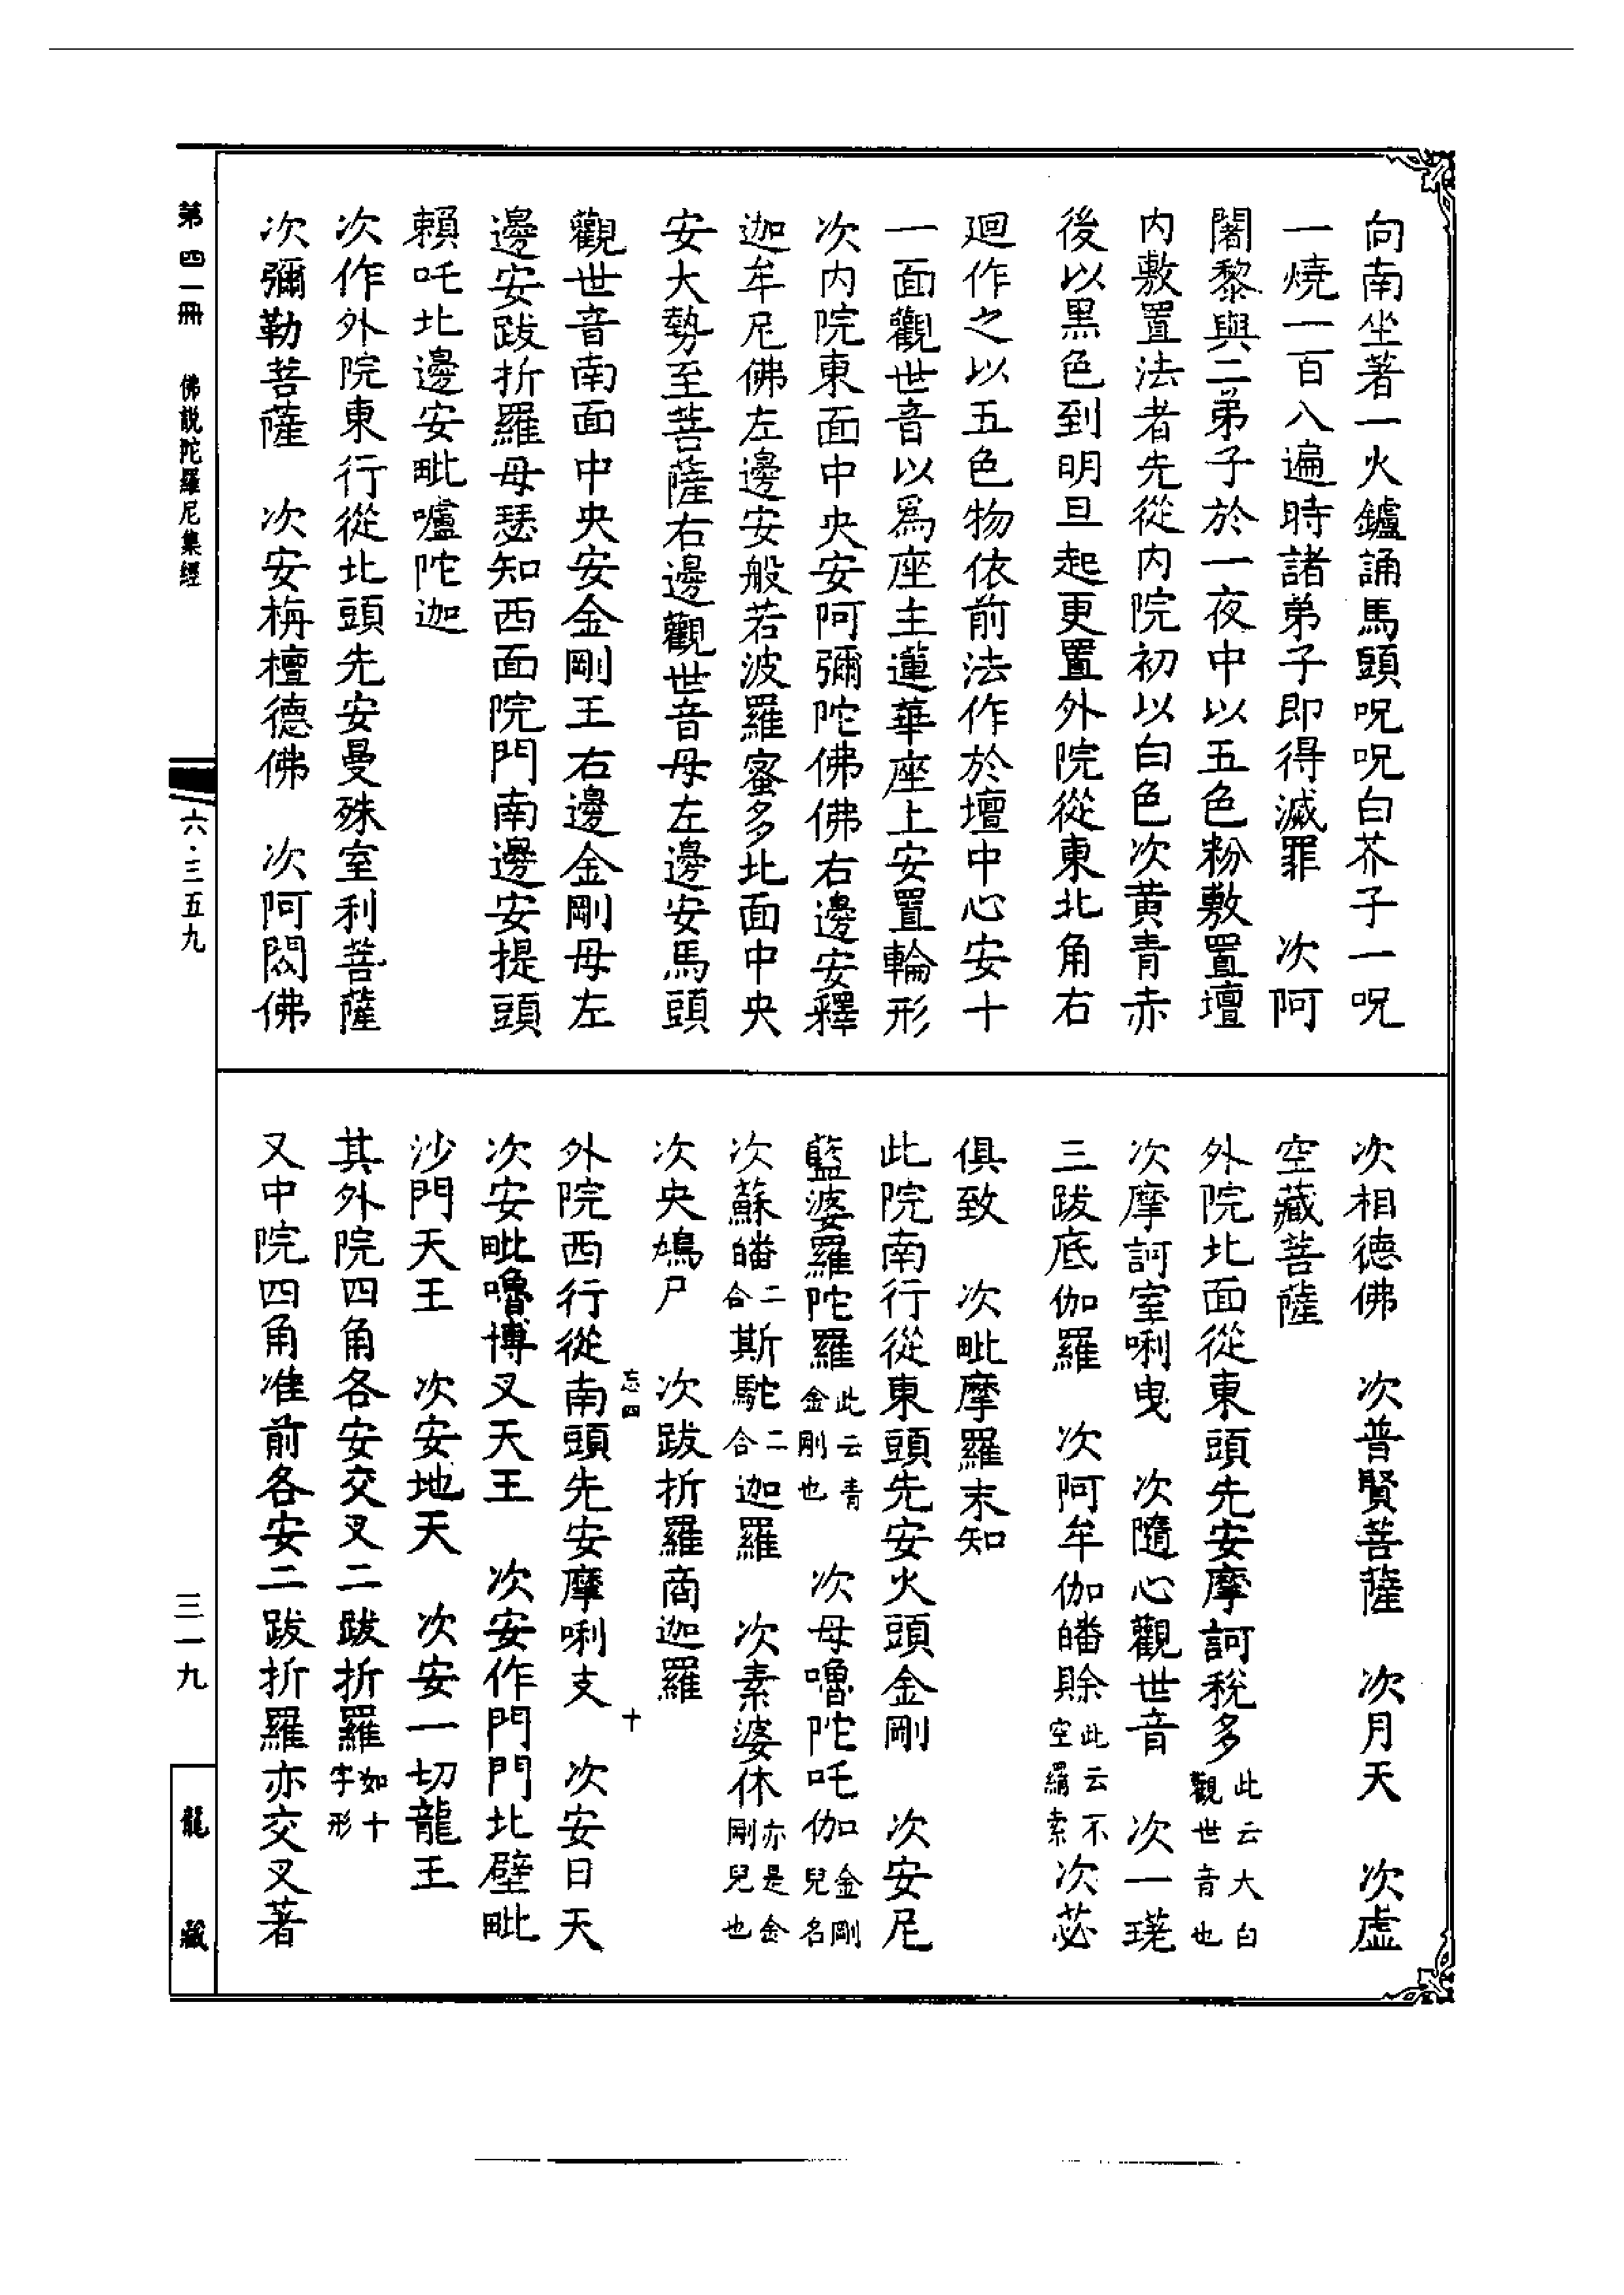 向南坐著一火鑪誦馬頭呪呪白芥子一呪
一燒一百八遍時諸弟子即得滅罪　次阿
闍黎與二弟子於一夜中以五色粉敷置壇
內敷置法者先從內院初以白色次黃青赤
後以黑色到明旦起更置外院從東北角右
迴作之以五色物依前法作於壇中心安十
一面觀世音以爲座主蓮華座上安置輪形
次內院東面中央安阿彌陀佛佛右邊安釋
迦牟尼佛左邊安般若波羅蜜多北面中央
安大勢至菩薩右邊觀世音母左邊安馬頭
觀世音南面中央安金剛王右邊金剛母左
邊安跋折羅母瑟知西面院門南邊安提頭
賴吒北邊安毗嚧陀迦
次作外院東行從北頭先安曼殊室利菩薩
次彌勒菩薩　次安栴檀德佛　次阿閦佛
次相德佛　次普賢菩薩　次月天　次虛
空藏菩薩
外院北面從東頭先安摩訶稅多此云大白觀世音也
次摩訶室唎曳　次隨心觀世音　次一瑳
三跋底伽羅　次阿牟伽皤賒此云不空羂索次苾
俱致　次毗摩羅末知
此院南行從東頭先安火頭金剛　次安尼
藍婆羅陀羅此云青金剛也　次母嚕陀吒伽金剛兒名
次蘇皤二合斯駝二合迦羅　次素婆休亦是金剛兒也
次央鳩尸　次跋折羅商迦羅
忘四　十
外院西行從南頭先安摩唎支　次安日天
次安毗嚕博叉天王　次安作門門北壁毗
沙門天王　次安地天　次安一切龍王
其外院四角各安交叉二跋折羅如十字形
又中院四角准前各安二跋折羅亦交叉著
第四一冊　佛說陀羅尼集經
六·三五九
三一九
龍藏